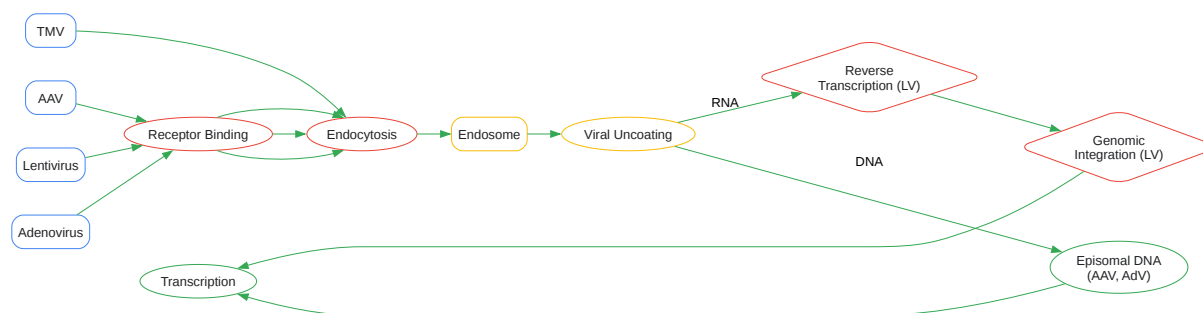 TMV
AAV
Lentivirus
Adenovirus
Receptor Binding
Endocytosis
Endosome
Viral Uncoating
RNA
DNA
Reverse
Transcription (LV)
Genomic
Integration (LV)
Episomal DNA
(AAV, AdV)
Transcription